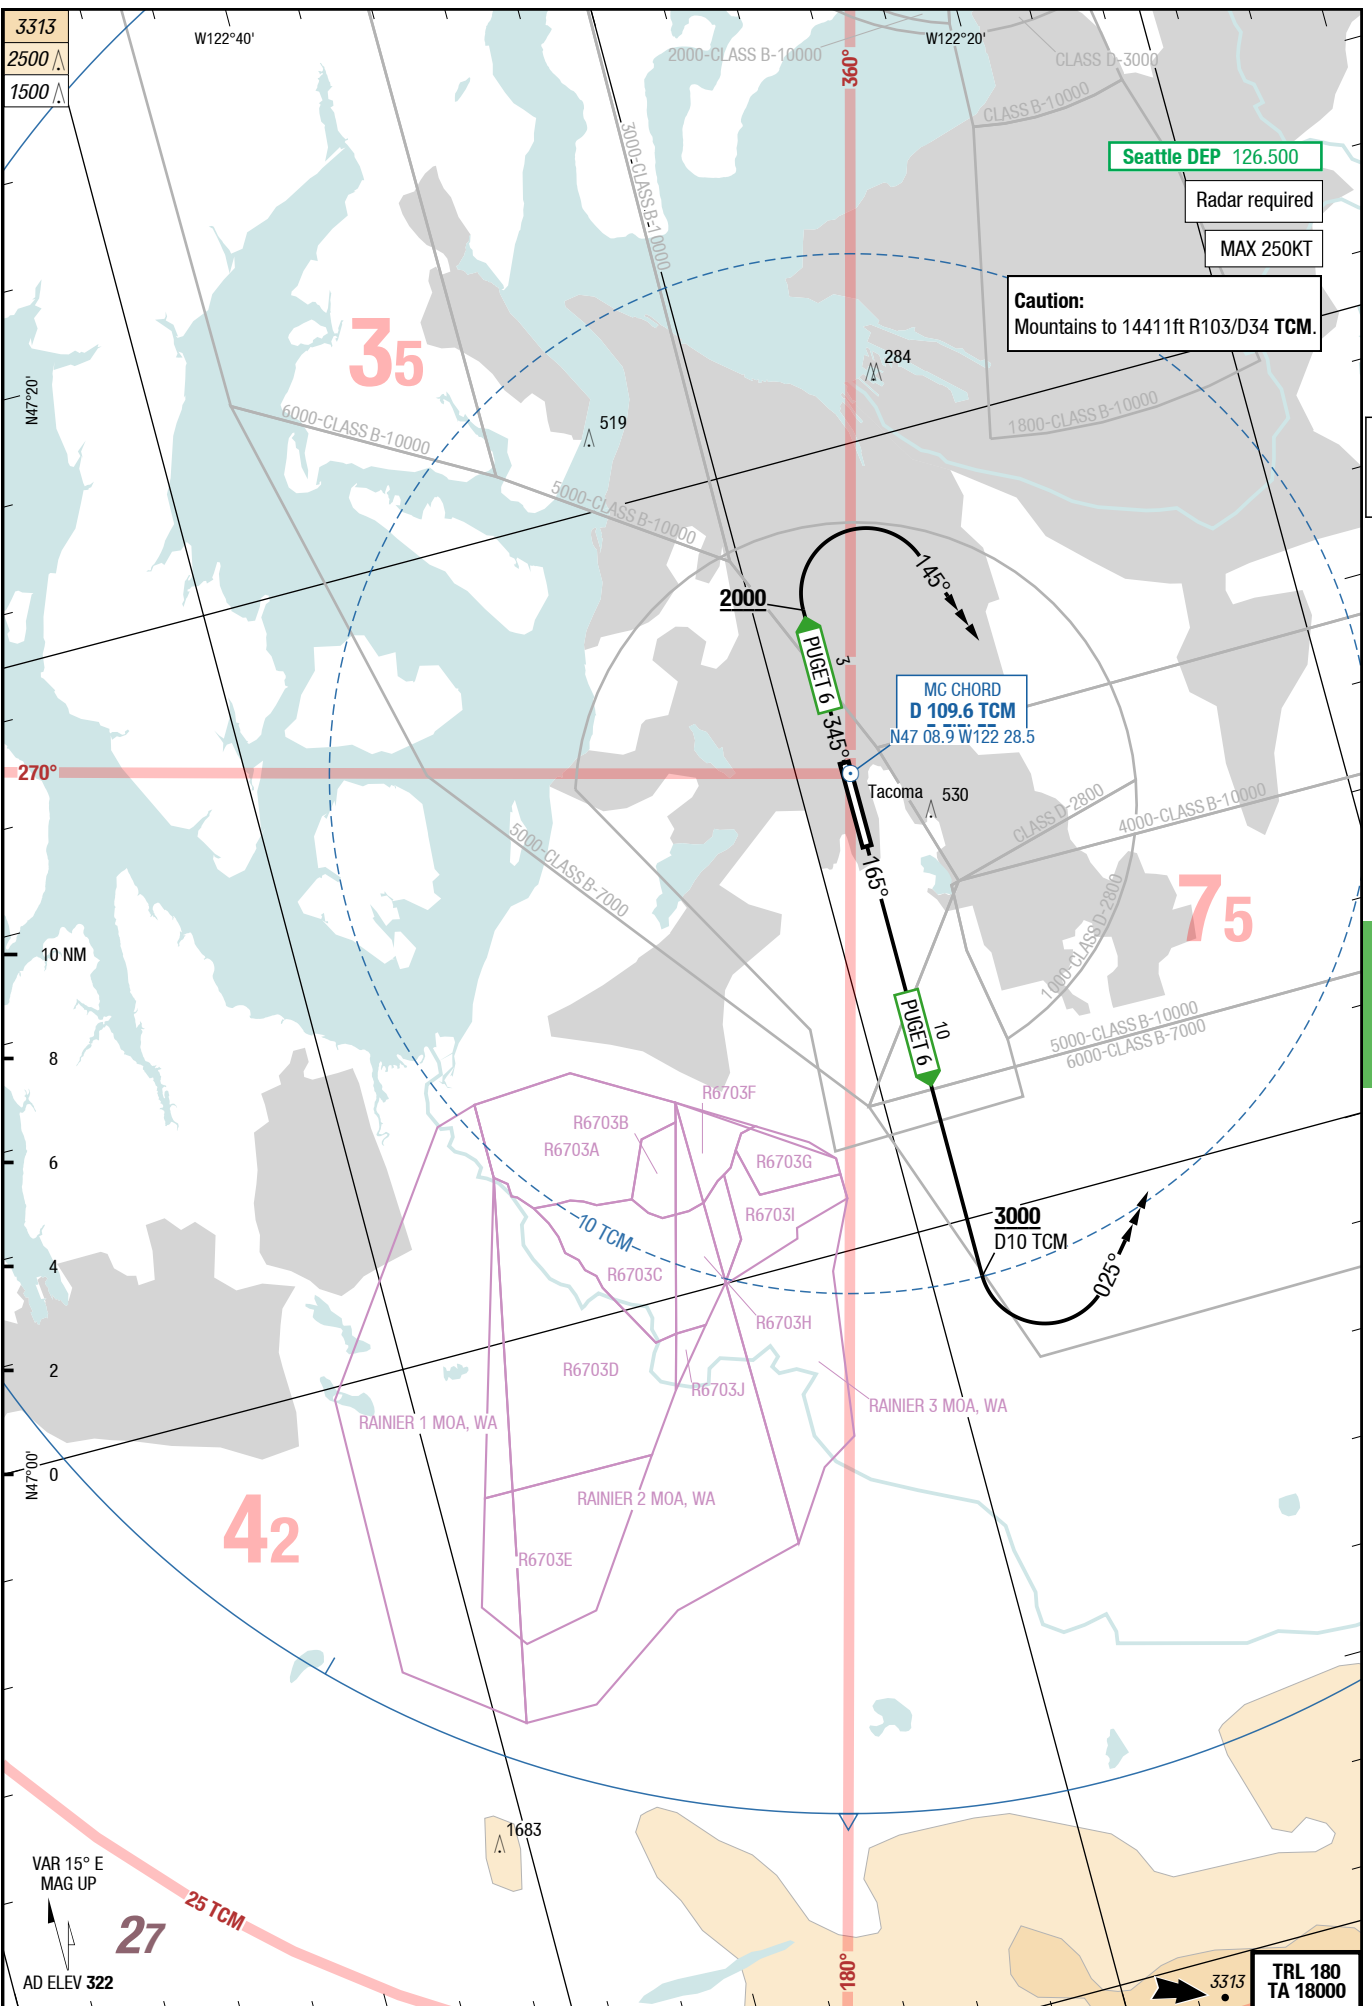 3313
2500
1500
W122°40'
2000-CLASS B-10000
360°
W122°20'
CLASS D-3000
CLASS B-10000
3000-CLASS B-10000
Seattle DEP 126.500
Radar required
MAX 250KT
Caution:
Mountains to 14411ft R103/D34 TCM.
35
284
N47°20'
519
6000-CLASS B-10000
1800-CLASS B-10000
5000-CLASS B-10000
145°
2000
PUGET 6
3
345°
MC CHORD
D 109.6 TCM
N47 08.9 W122 28.5
270°
Tacoma
530
CLASS D-2800
4000-CLASS B-10000
5000-CLASS B-7000
165°
75
1000-CLASS D-2800
10 NM
PUGET 6
10
5000-CLASS B-10000
6000-CLASS B-7000
8
R6703F
R6703B
R6703A
R6703G
6
R6703I
10 TCM
3000
D10 TCM
4
R6703C
025°
R6703H
2
R6703D
R6703J
RAINIER 1 MOA, WA
RAINIER 3 MOA, WA
N47°00'
0
RAINIER 2 MOA, WA
42
R6703E
1683
VAR 15° E
MAG UP
25 TCM
27
AD ELEV 322
180°
3313
TRL 180
TA 18000